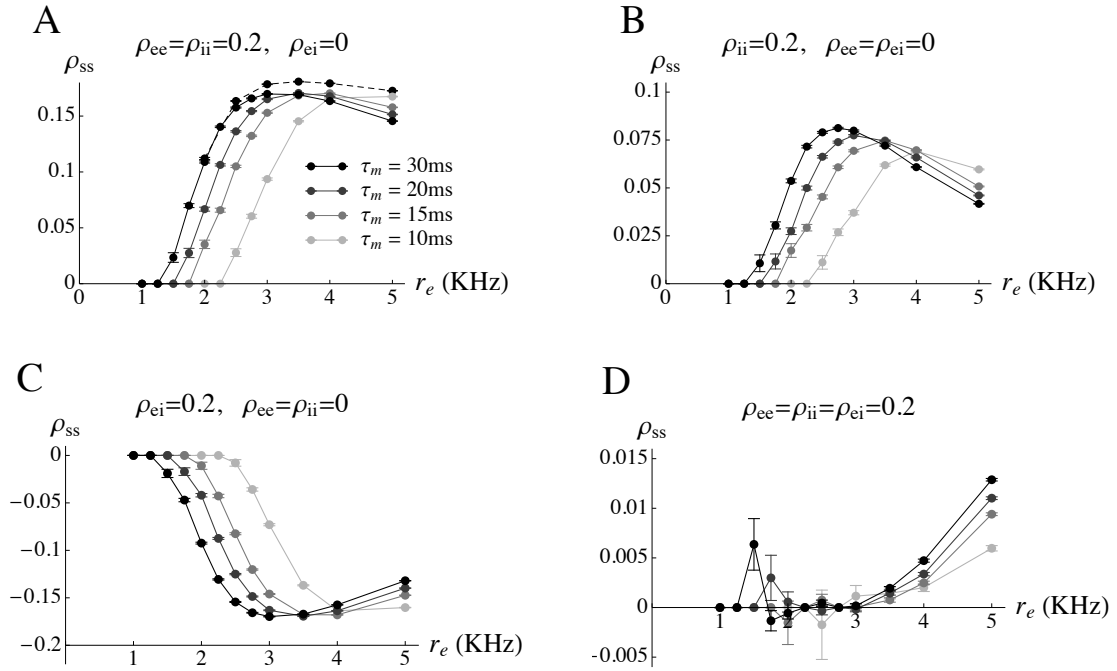 A
ρee=ρii=0.2, ρei=0
ρss
0.15
0.1
0.05
0
τm = 30ms
τm = 20ms
τm = 15ms
τm = 10ms
0 1 2 3 4 5 re (KHz)
B
ρii=0.2, ρee=ρei=0
ρss
0.1
0.075
0.05
0.025
0
0 1 2 3 4 5 re (KHz)
C
ρei=0.2, ρee=ρii=0
ρss
0
−0.05
−0.1
−0.15
−0.2
1 2 3 4 5 re (KHz)
D
ρee=ρii=ρei=0.2
ρss
0.015
0.01
0.005
0
-0.005
1 2 3 4 5 re (KHz)